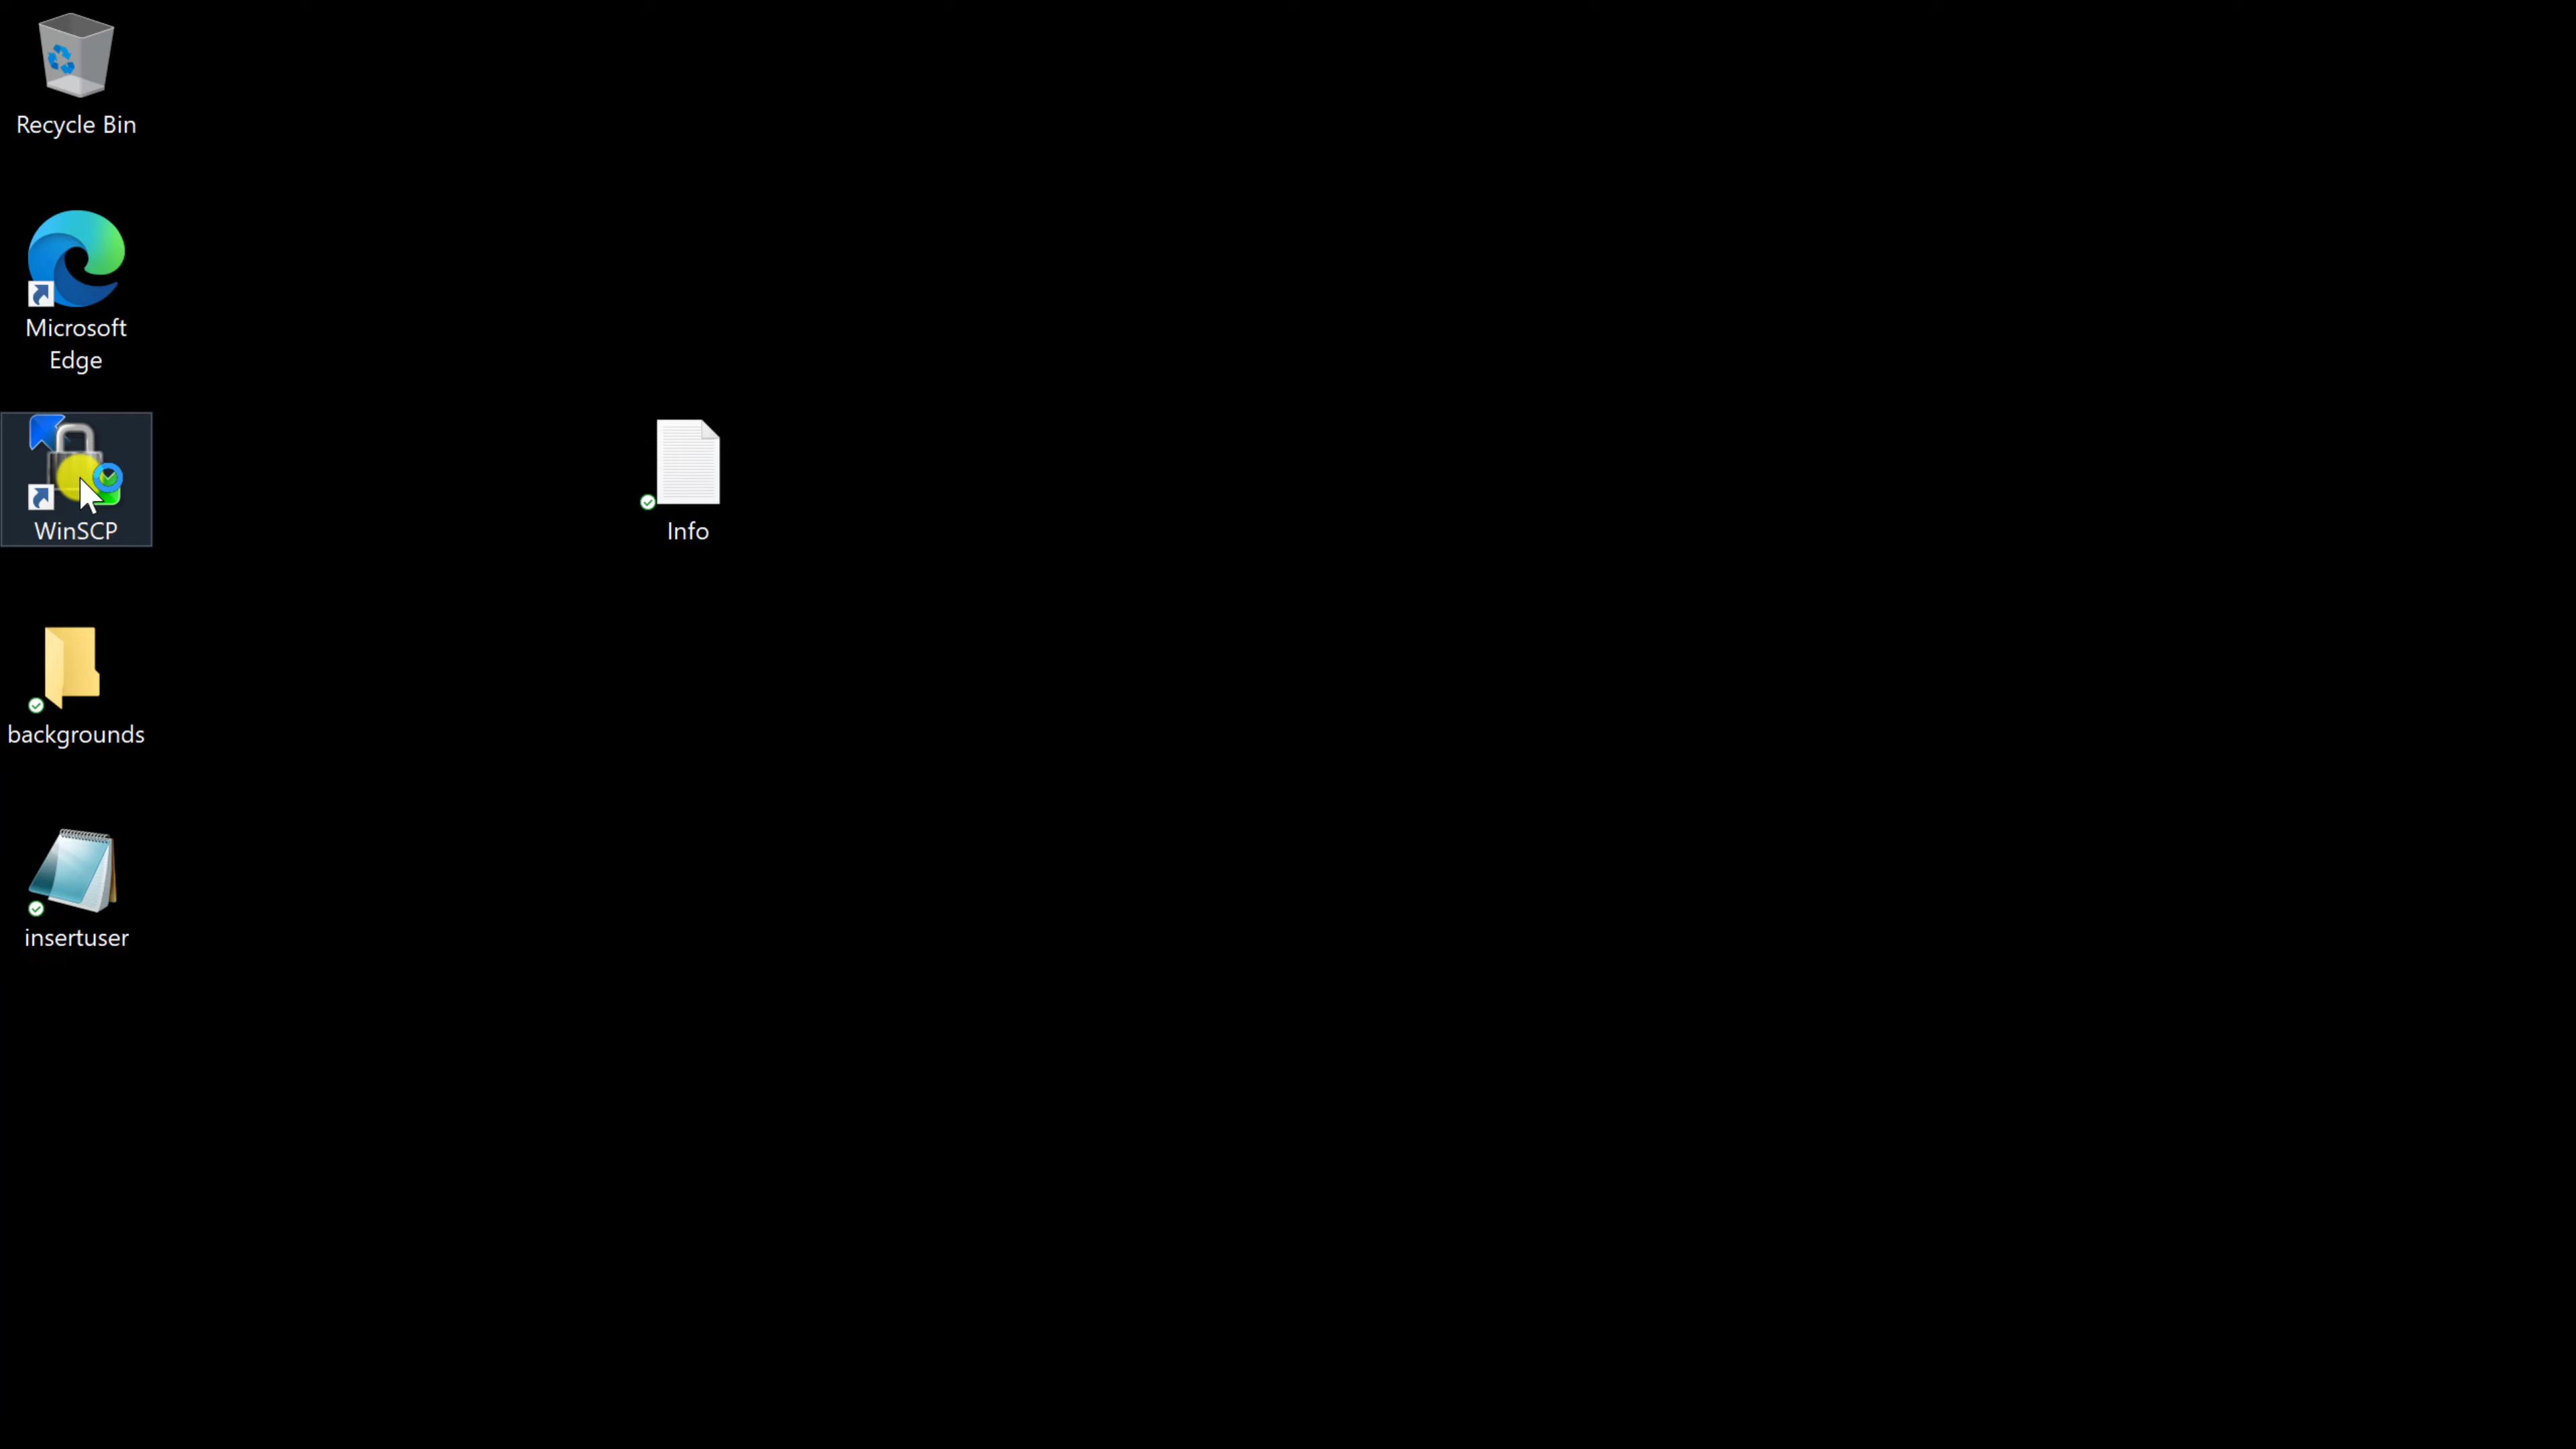 Recycle Bin
Microsoft
Edge
WinSCP
Info
backgrounds
insertuser